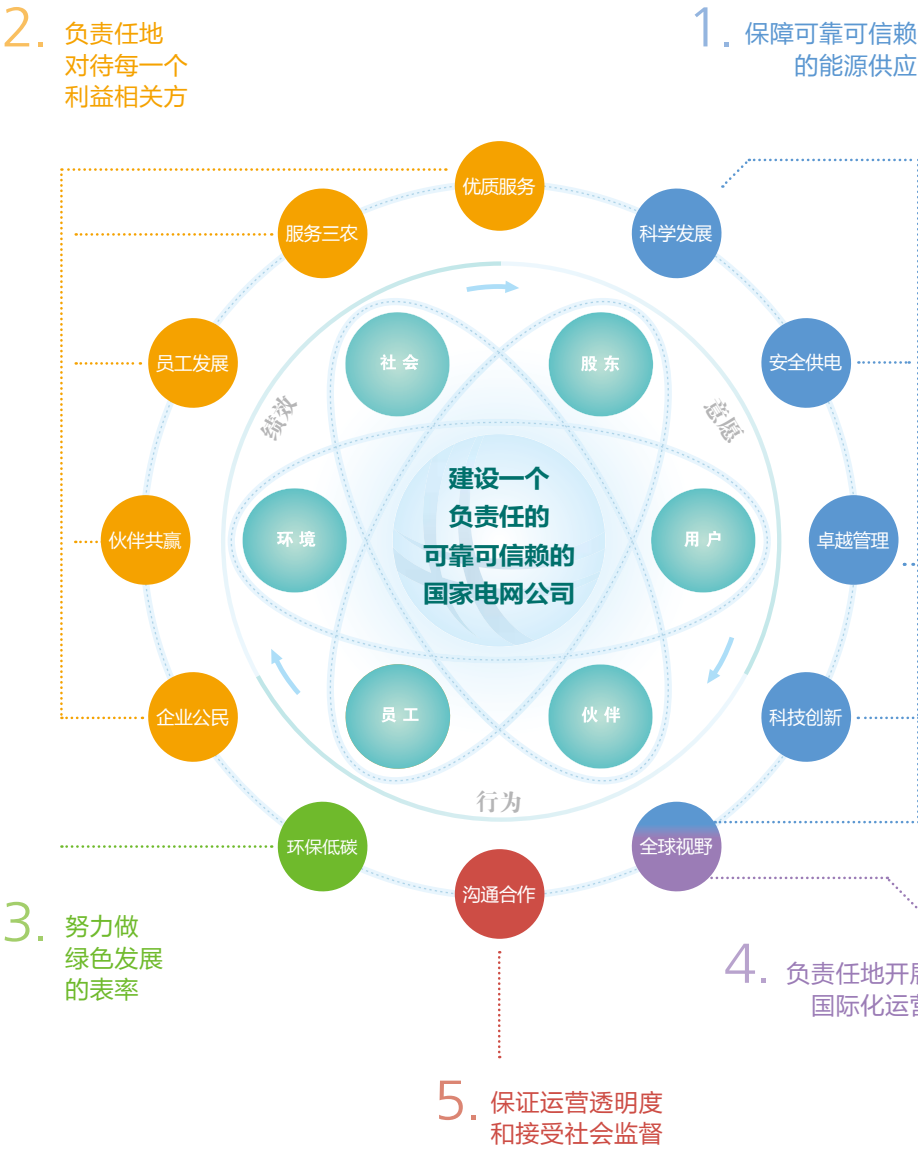 2.
负责任地
对待每一个
利益相关方
1.
保障可靠可信赖
的能源供应
优质服务
服务三农
科学发展
员工发展
安全供电
社会
股东
绩效
意愿
建设一个
负责任的
可靠可信赖的
国家电网公司
伙伴共赢
环境
用户
卓越管理
企业公民
员工
伙伴
科技创新
行为
环保低碳
全球视野
沟通合作
3.
努力做
绿色发展
的表率
4.
负责任地开展
国际化运营
5.
保证运营透明度
和接受社会监督